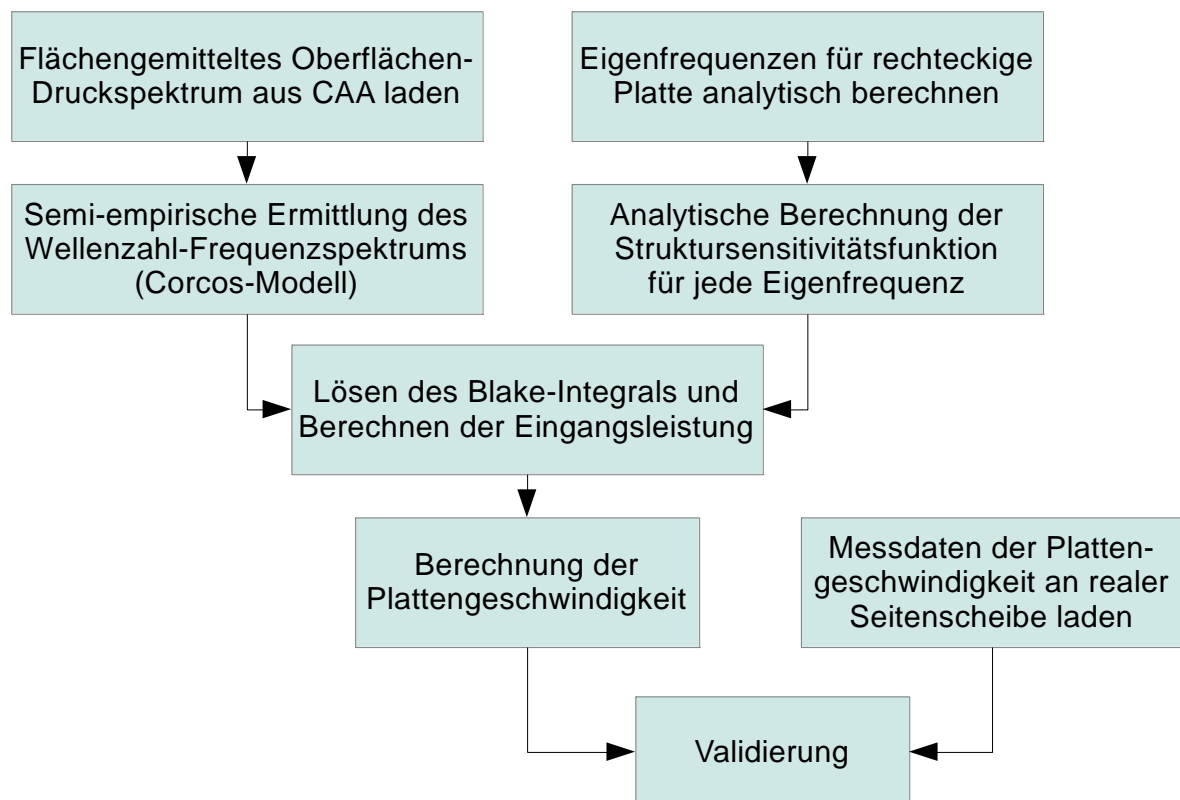 Flächengemitteltes Oberflächen-
Druckspektrum aus CAA laden
Eigenfrequenzen für rechteckige
Platte analytisch berechnen
Semi-empirische Ermittlung des
Wellenzahl-Frequenzspektrums
(Corcos-Modell)
Analytische Berechnung der
Struktursensitivitätsfunktion
für jede Eigenfrequenz
Lösen des Blake-Integrals und
Berechnen der Eingangsleistung
Berechnung der
Plattengeschwindigkeit
Messdaten der Platten-
geschwindigkeit an realer
Seitenscheibe laden
Validierung